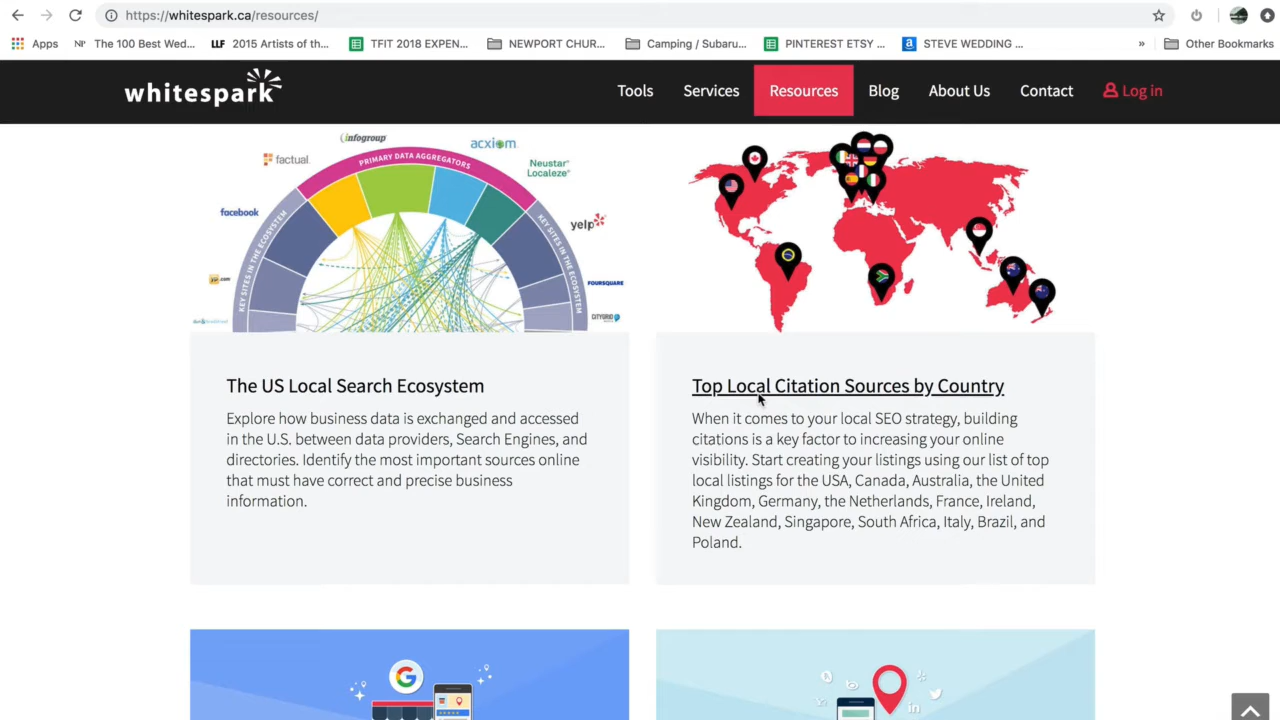 https://whitespark.ca/resources/
Apps
The 100 Best Wed...
LLF 2015 Artists of th...
TFIT 2018 EXPEN...
NEWPORT CHUR...
Camping / Subaru...
PINTEREST ETSY ...
STEVE WEDDING ...
»
Other Bookmarks
whitespark
Tools
Services
Resources
Blog
About Us
Contact
Log in
infogroup
acxiom
factual.
PRIMARY DATA AGGREGATORS
Neustar
Localeze
facebook
KEY SITES IN THE ECOSYSTEM
KEY SITES IN THE ECOSYSTEM
yelp
FOURSQUARE
CITYGRID
The US Local Search Ecosystem
Explore how business data is exchanged and accessed
in the U.S. between data providers, Search Engines, and
directories. Identify the most important sources online
that must have correct and precise business
information.
Top Local Citation Sources by Country
When it comes to your local SEO strategy, building
citations is a key factor to increasing your online
visibility. Start creating your listings using our list of top
local listings for the USA, Canada, Australia, the United
Kingdom, Germany, the Netherlands, France, Ireland,
New Zealand, Singapore, South Africa, Italy, Brazil, and
Poland.
G
in